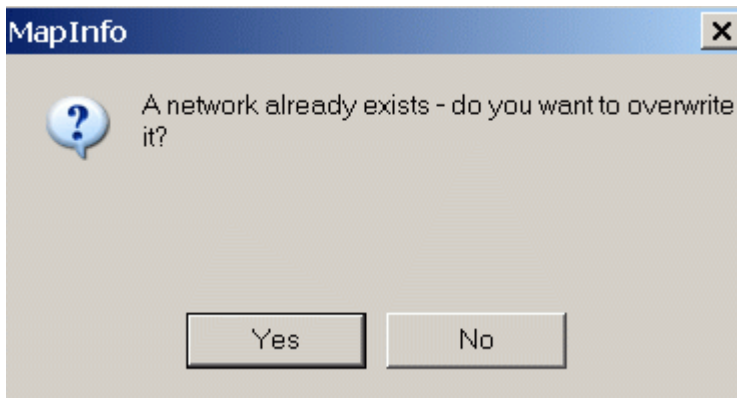 MapInfo
A network already exists - do you want to overwrite
it?
Yes
No